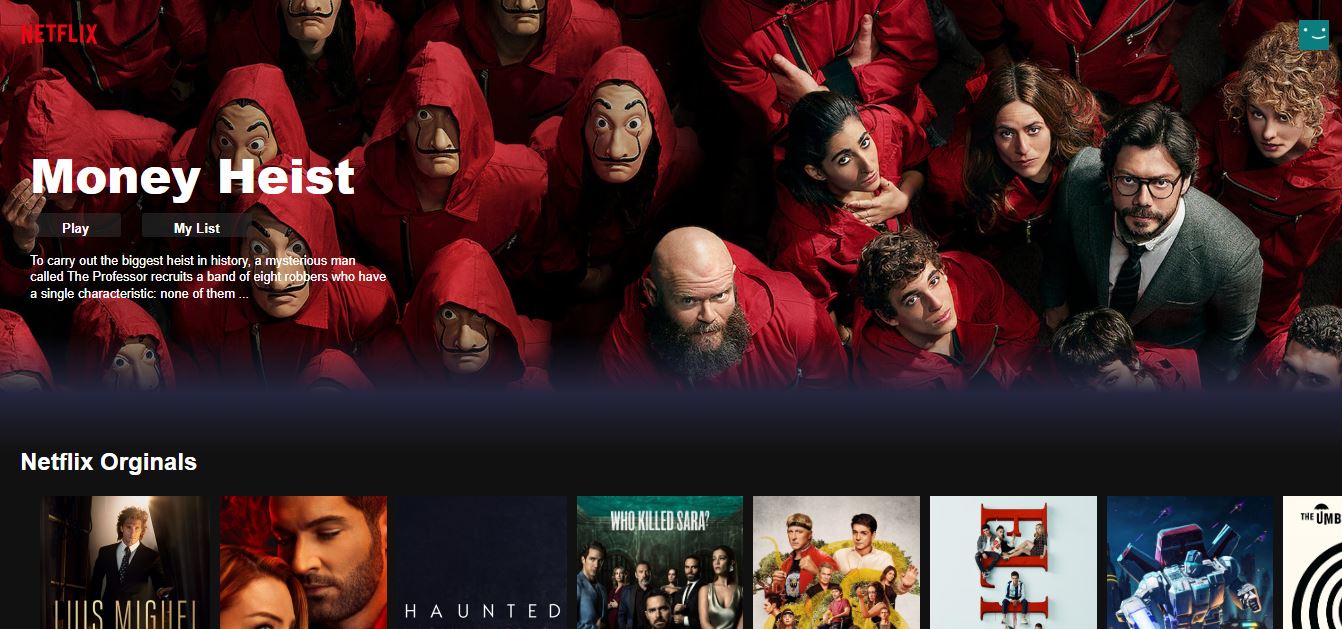 NETFLIX
Money Heist
Play
My List
To carry out the biggest heist in history, a mysterious man
called The Professor recruits a band of eight robbers who have
a single characteristic: none of them ...
Netflix Orginals
LUIS MIGUEL
HAUNTED
WHO KILLED SARA?
THE UMB